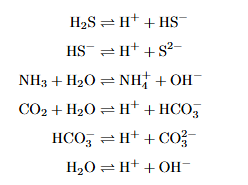 H₂S ⇌ H⁺ + HS⁻
HS⁻ ⇌ H⁺ + S²⁻
NH₃ + H₂O ⇌ NH₄⁺ + OH⁻
CO₂ + H₂O ⇌ H⁺ + HCO₃⁻
HCO₃⁻ ⇌ H⁺ + CO₃²⁻
H₂O ⇌ H⁺ + OH⁻